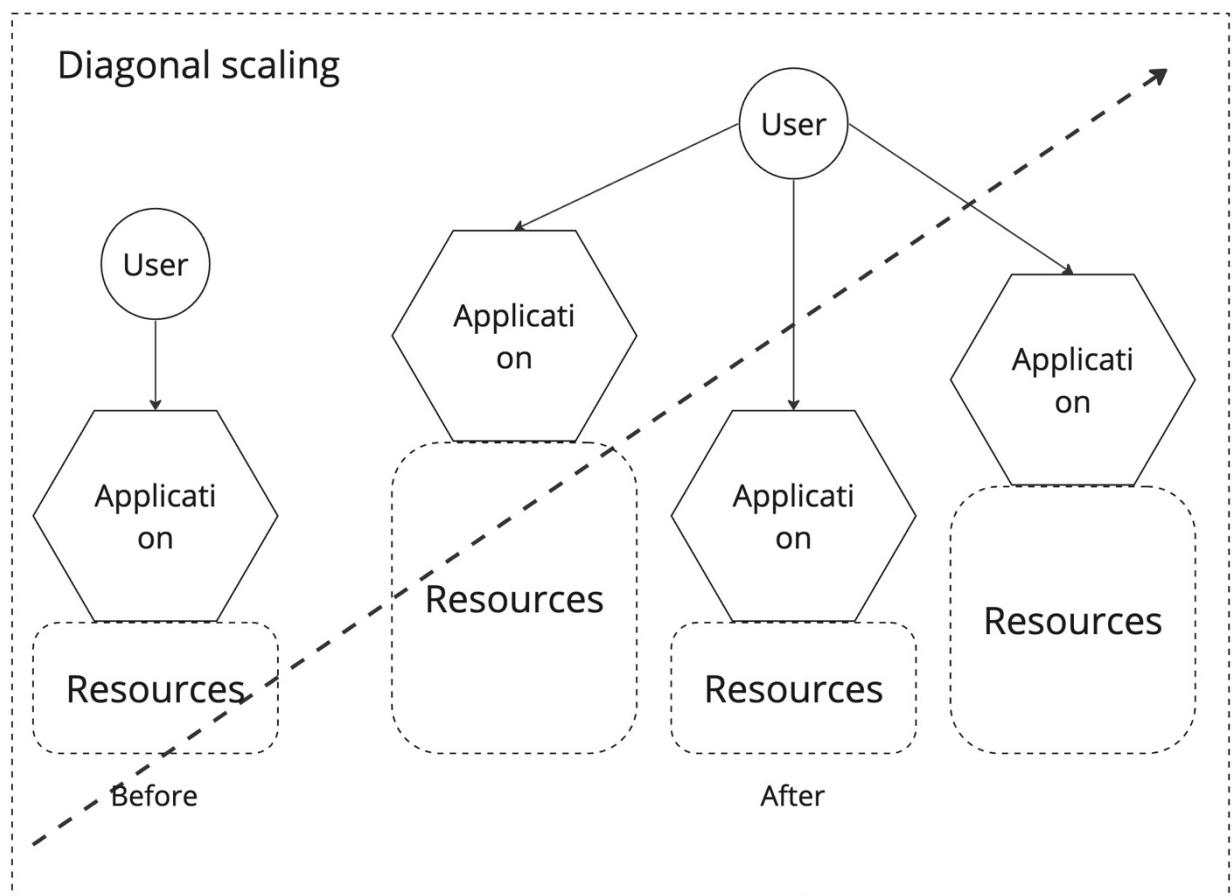 Diagonal scaling
User
Applicati
on
Resources
Before
User
Applicati
on
Resources
Applicati
on
Resources
Applicati
on
Resources
After